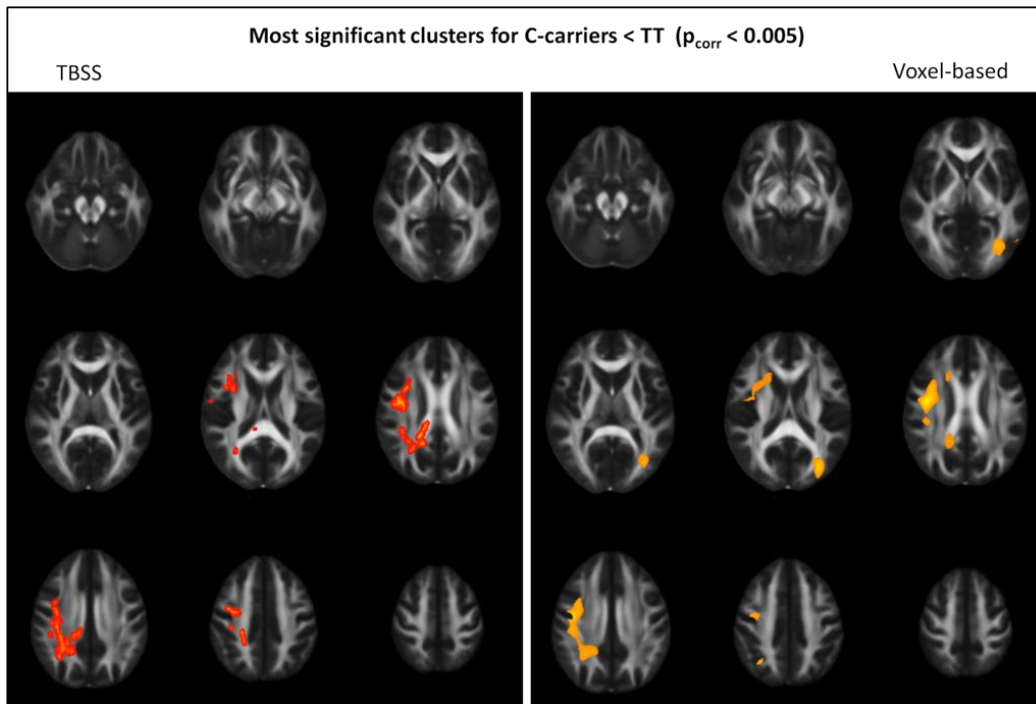 Most significant clusters for C-carriers < TT (pcorr < 0.005)
TBSS
Voxel-based